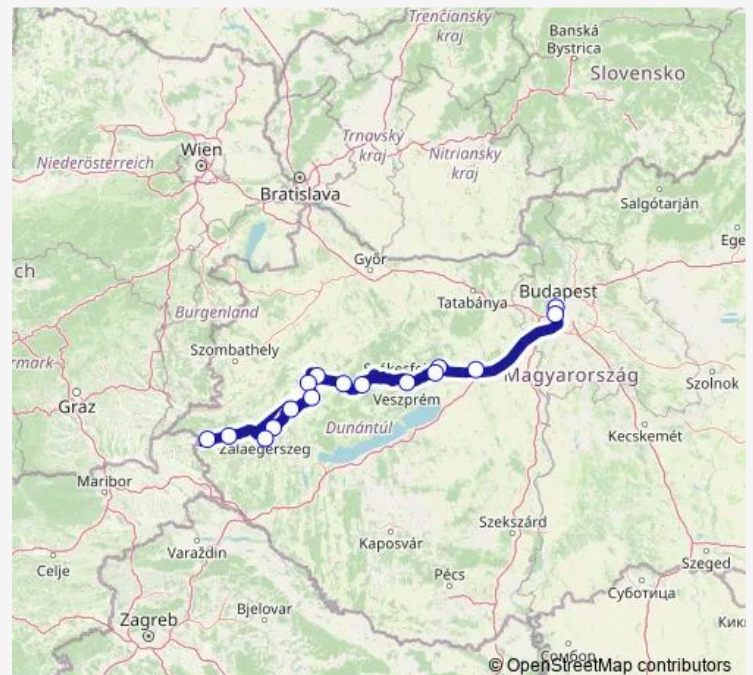 Trenčiansky
kraj
Banská
Bystrica
Slovensko
Trnavský
kraj
Nitriansky
kraj
Wien
Niederösterreich
Bratislava
Salgótarján
Győr
Tatabánya
Budapest
ch
Burgenland
Szombathely
Magyarország
Szolnok
rmark
Graz
Veszprém
Dunántúl
Zalaegerszeg
Kecskemét
Maribor
Szekszárd
Kaposvár
Varaždin
Celje
Pécs
Szeged
Суботица
Bjelovar
Zagreb
Сомбор
© OpenStreetMap contributors